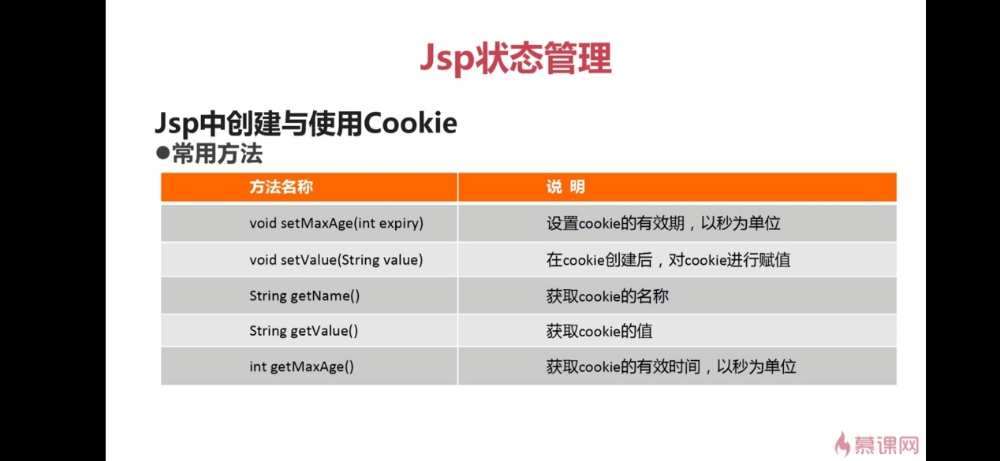 Jsp状态管理
Jsp中创建与使用Cookie
●常用方法
方法名称 说 明
void setMaxAge(int expiry) 设置cookie的有效期，以秒为单位
void setValue(String value) 在cookie创建后，对cookie进行赋值
String getName() 获取cookie的名称
String getValue() 获取cookie的值
int getMaxAge() 获取cookie的有效时间，以秒为单位
慕课网